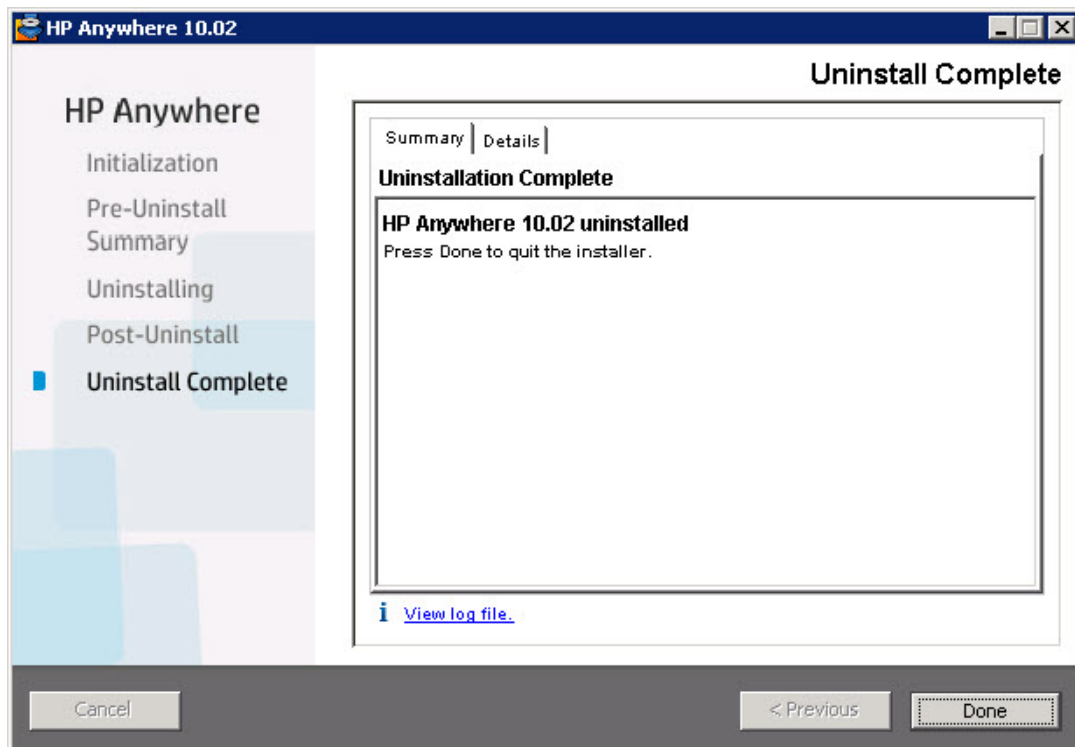 HP Anywhere 10.02
Uninstall Complete
HP Anywhere
Initialization
Pre-Uninstall
Summary
Uninstalling
Post-Uninstall
Uninstall Complete
Summary
Details
Uninstallation Complete
HP Anywhere 10.02 uninstalled
Press Done to quit the installer.
i View log file.
Cancel
< Previous
Done